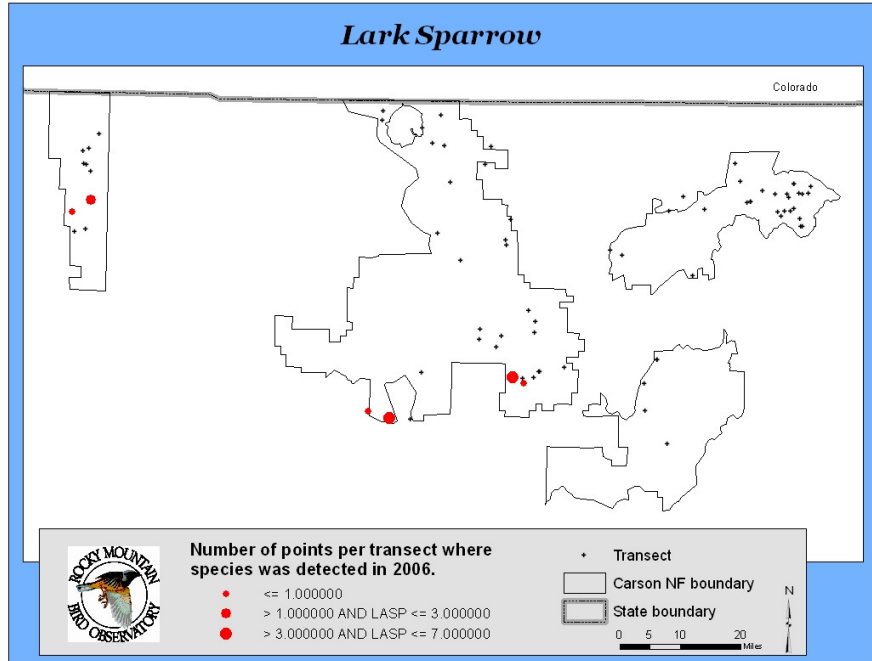 Lark Sparrow
Colorado
ROCKY MOUNTAIN
BIRD OBSERVATORY
Number of points per transect where
species was detected in 2006.
<= 1.000000
> 1.000000 AND LASP <= 3.000000
> 3.000000 AND LASP <= 7.000000
Transect
Carson NF boundary
State boundary
N
0 5 10 20
Miles